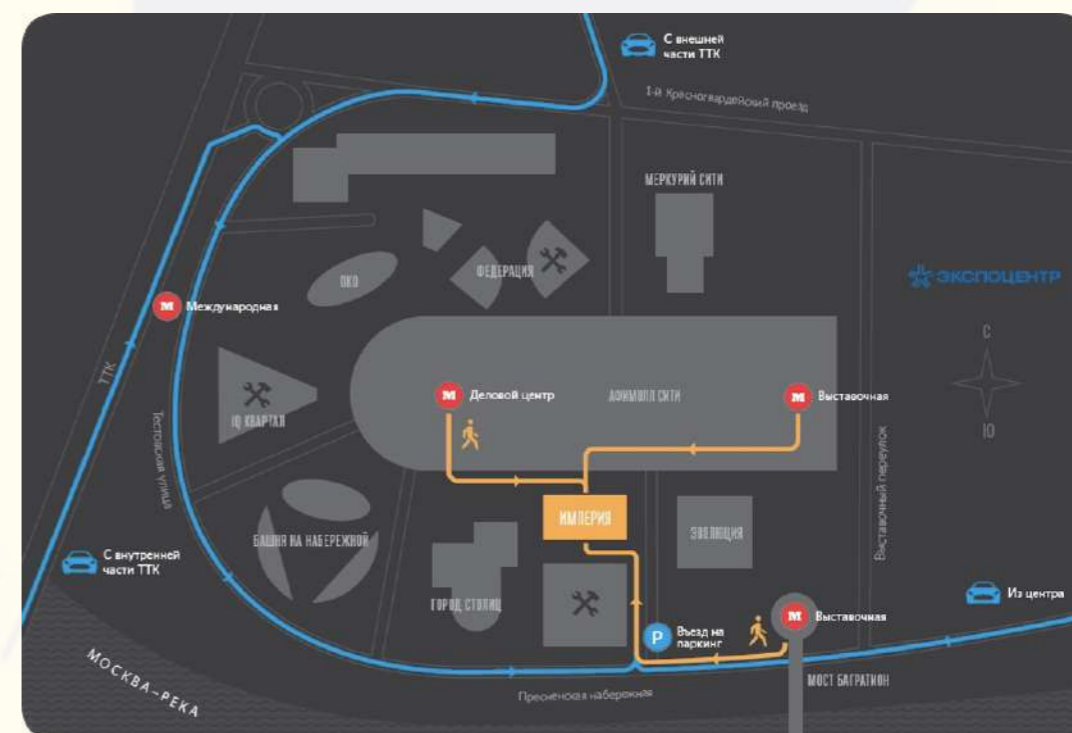 С внешней
части ТТК
1-й Красногвардейский проезд
МЕРКУРИЙ СИТИ
ФЕДЕРАЦИЯ
ОКО
ЭКСПОЦЕНТР
М Международная
С
Ю
ТТК
М Деловой центр
АФИМОЛЛ СИТИ
М Выставочная
IQ КВАРТАЛ
Тестовская улица
Выставочный переулок
ИМПЕРИЯ
ЭВОЛЮЦИЯ
БАШНЯ НА НАБЕРЕЖНОЙ
С внутренней
части ТТК
ГОРОД СТОЛИЦ
Из центра
М Выставочная
P Въезд на
паркинг
МОСТ БАГРАТИОН
Пресненская набережная
МОСКВА-РЕКА